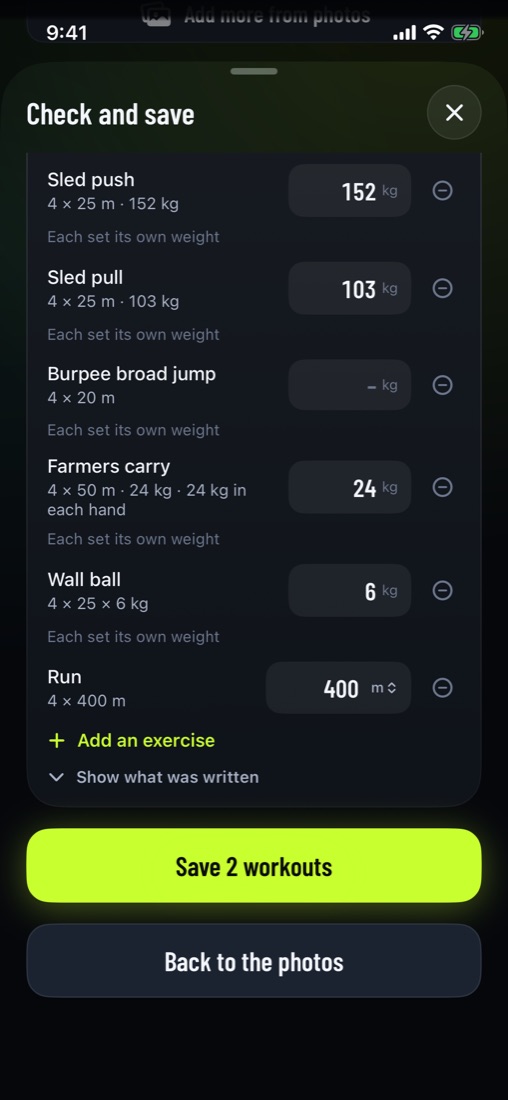 Add more from photos
9:41
Check and save
Sled push
4 × 25 m · 152 kg
152 kg
Each set its own weight
Sled pull
4 × 25 m · 103 kg
103 kg
Each set its own weight
Burpee broad jump
4 × 20 m
– kg
Each set its own weight
Farmers carry
4 × 50 m · 24 kg · 24 kg in
each hand
24 kg
Each set its own weight
Wall ball
4 × 25 × 6 kg
6 kg
Each set its own weight
Run
4 × 400 m
400 m
+ Add an exercise
Show what was written
Save 2 workouts
Back to the photos